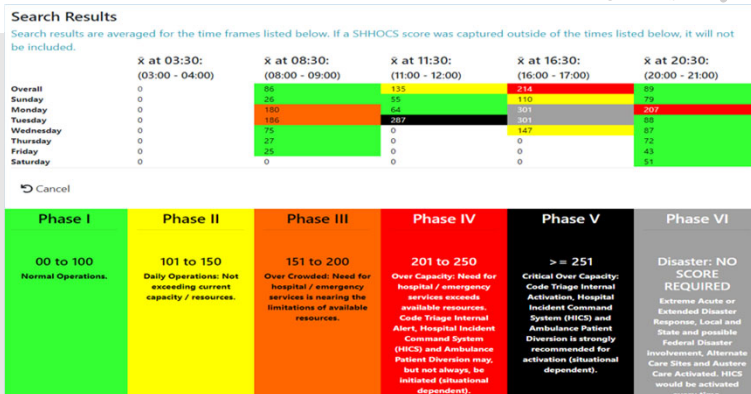 Search Results
Search results are averaged for the time frames listed below. If a SHHOCS score was captured outside of the times listed below, it will not
be included.
x̄ at 03:30: x̄ at 08:30: x̄ at 11:30: x̄ at 16:30: x̄ at 20:30:
(03:00 - 04:00) (08:00 - 09:00) (11:00 - 12:00) (16:00 - 17:00) (20:00 - 21:00)
Overall 0 86 135 214 89
Sunday 0 26 55 110 79
Monday 0 180 64 301 207
Tuesday 0 186 287 301 88
Wednesday 0 75 0 147 87
Thursday 0 27 0 0 72
Friday 0 25 0 0 43
Saturday 0 0 0 0 51
Cancel
Phase I
00 to 100
Normal Operations.
Phase II
101 to 150
Daily Operations: Not
exceeding current
capacity / resources.
Phase III
151 to 200
Over Crowded: Need for
hospital / emergency
services is nearing the
limitations of available
resources.
Phase IV
201 to 250
Over Capacity: Need for
hospital / emergency
services exceeds
available resources.
Code Triage Internal
Alert, Hospital Incident
Command System
(HICS) and Ambulance
Patient Diversion may,
but not always, be
initiated (situational
dependent).
Phase V
>= 251
Critical Over Capacity:
Code Triage Internal
Activation, Hospital
Incident Command
System (HICS) and
Ambulance Patient
Diversion is strongly
recommended for
activation (situational
dependent).
Phase VI
Disaster: NO
SCORE
REQUIRED
Extreme Acute or
Extended Disaster
Response, Local and
State and possible
Federal Disaster
involvement, Alternate
Care Sites and Austere
Care Activated. HICS
would be activated